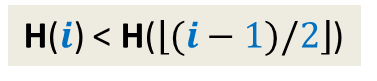 H(i) < H(⌊(i − 1)/2⌋)